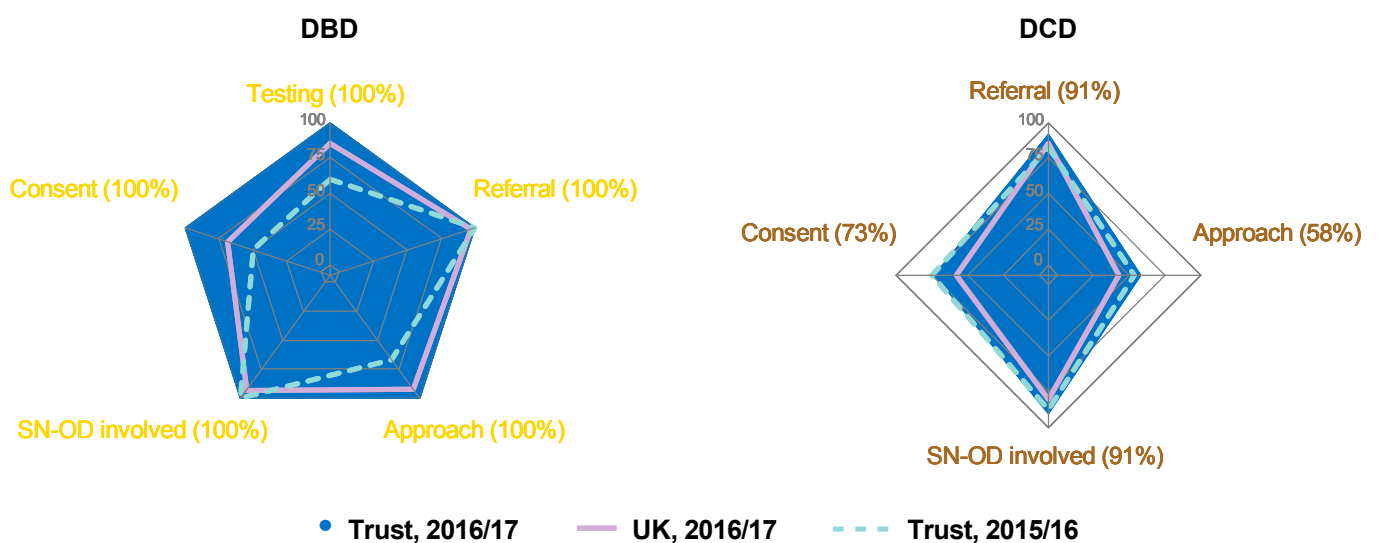 DBD
Testing (100%)
100
75
50
25
0
Consent (100%)
Referral (100%)
SN-OD involved (100%)
Approach (100%)
DCD
Referral (91%)
100
75
50
25
0
Consent (73%)
Approach (58%)
SN-OD involved (91%)
Trust, 2016/17
UK, 2016/17
Trust, 2015/16